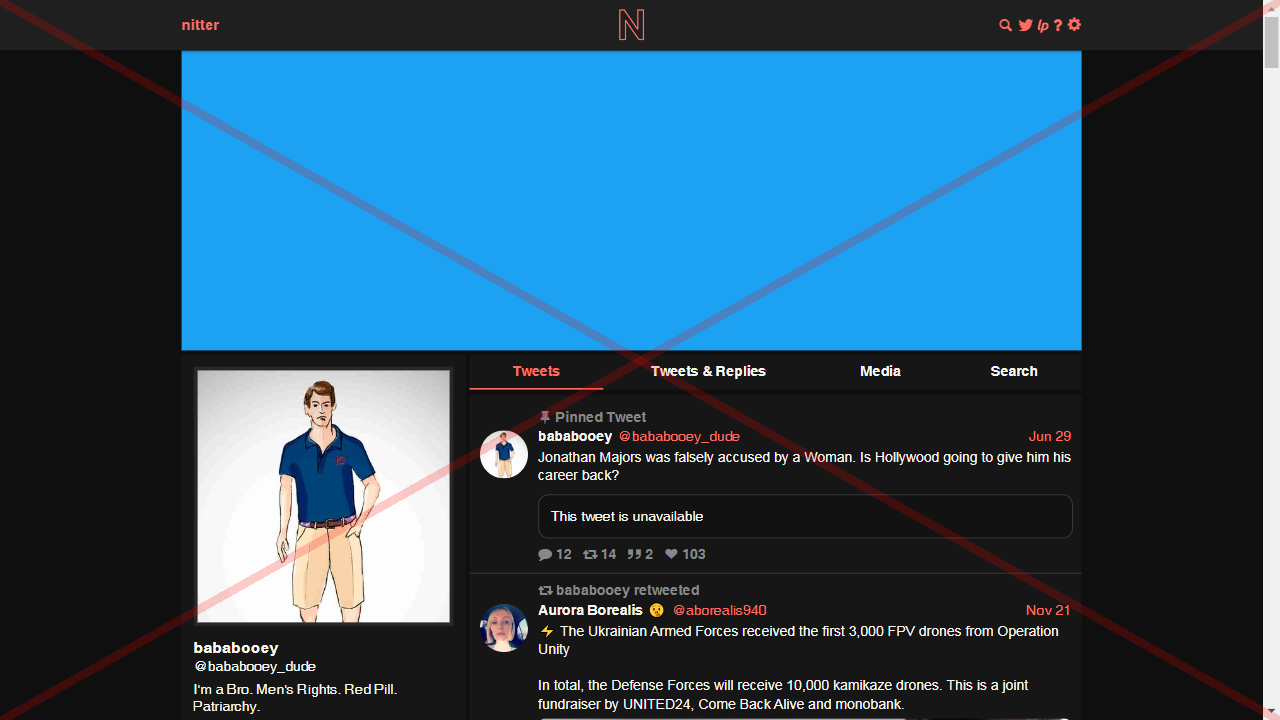 nitter
N
lp ?
Tweets Tweets & Replies Media Search
Pinned Tweet
bababooey @bababooey_dude Jun 29
Jonathan Majors was falsely accused by a Woman. Is Hollywood going to give him his
career back?
This tweet is unavailable
12 14 2 103
bababooey retweeted
Aurora Borealis 🤫 @aborealis940 Nov 21
⚡ The Ukrainian Armed Forces received the first 3,000 FPV drones from Operation
Unity
In total, the Defense Forces will receive 10,000 kamikaze drones. This is a joint
fundraiser by UNITED24, Come Back Alive and monobank.
bababooey
@bababooey_dude
I'm a Bro. Men's Rights. Red Pill.
Patriarchy.